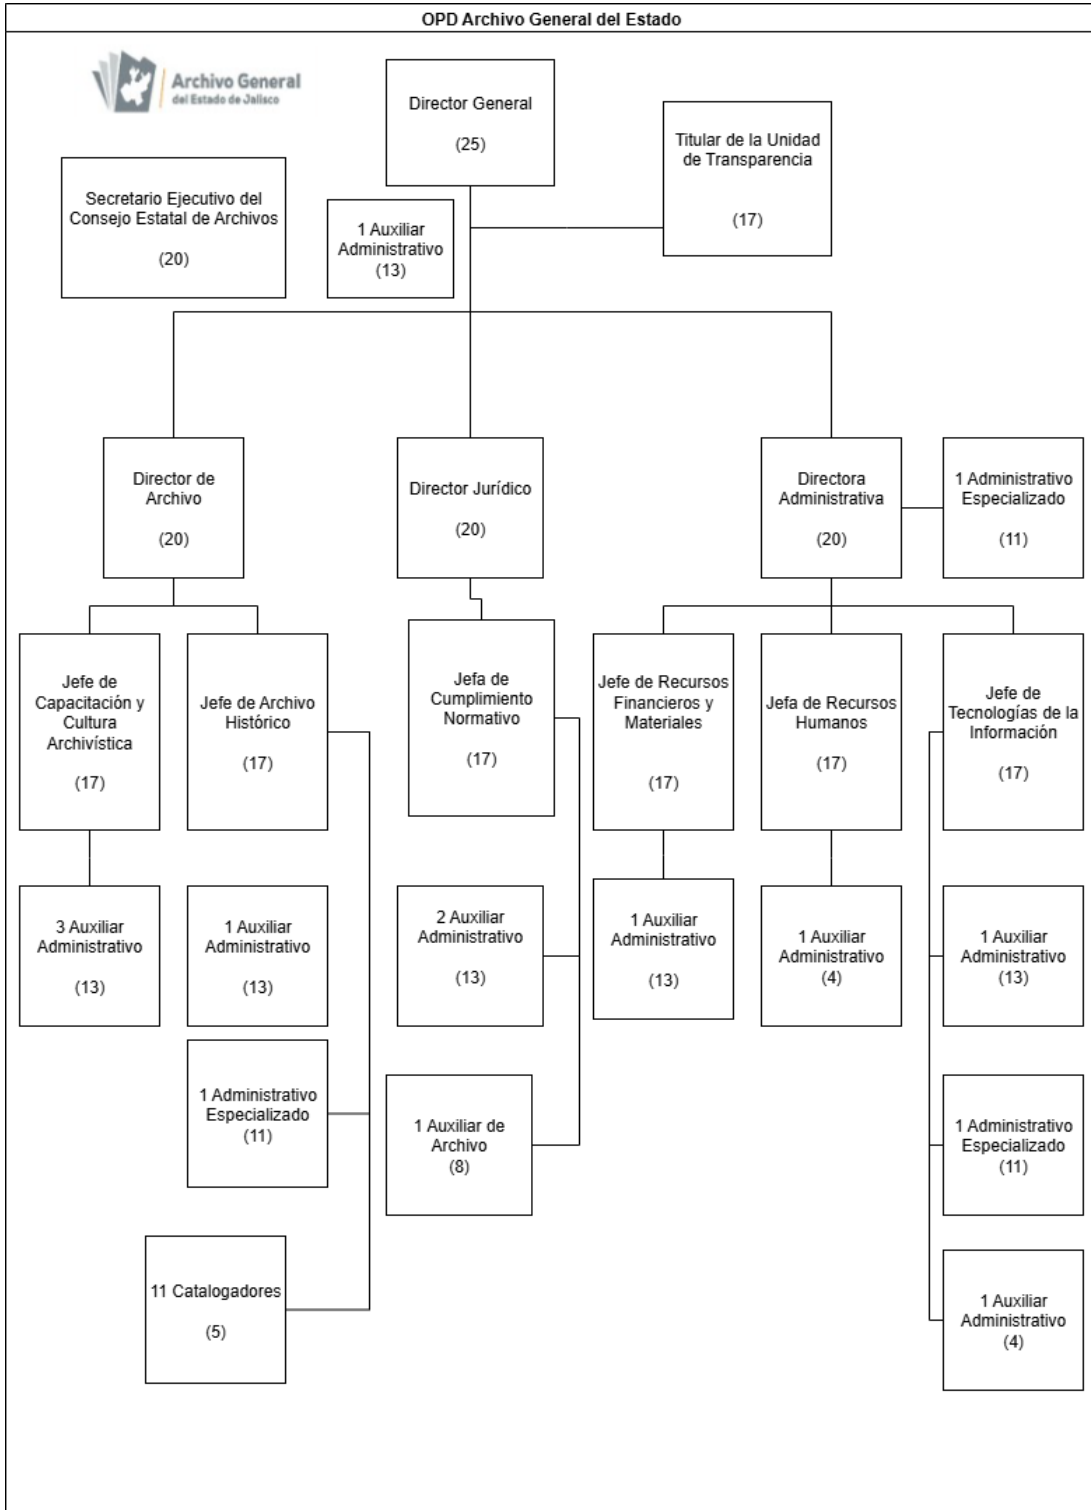 OPD Archivo General del Estado
Archivo General
del Estado de Jalisco
Director General
(25)
Titular de la Unidad
de Transparencia
(17)
Secretario Ejecutivo del
Consejo Estatal de Archivos
(20)
1 Auxiliar
Administrativo
(13)
Director de
Archivo
(20)
Director Jurídico
(20)
Directora
Administrativa
(20)
1 Administrativo
Especializado
(11)
Jefe de
Capacitación y
Cultura
Archivística
(17)
Jefe de Archivo
Histórico
(17)
Jefa de
Cumplimiento
Normativo
(17)
Jefe de Recursos
Financieros y
Materiales
(17)
Jefa de Recursos
Humanos
(17)
Jefe de
Tecnologías de la
Información
(17)
3 Auxiliar
Administrativo
(13)
1 Auxiliar
Administrativo
(13)
2 Auxiliar
Administrativo
(13)
1 Auxiliar
Administrativo
(13)
1 Auxiliar
Administrativo
(4)
1 Auxiliar
Administrativo
(13)
1 Administrativo
Especializado
(11)
1 Auxiliar de
Archivo
(8)
1 Administrativo
Especializado
(11)
11 Catalogadores
(5)
1 Auxiliar
Administrativo
(4)